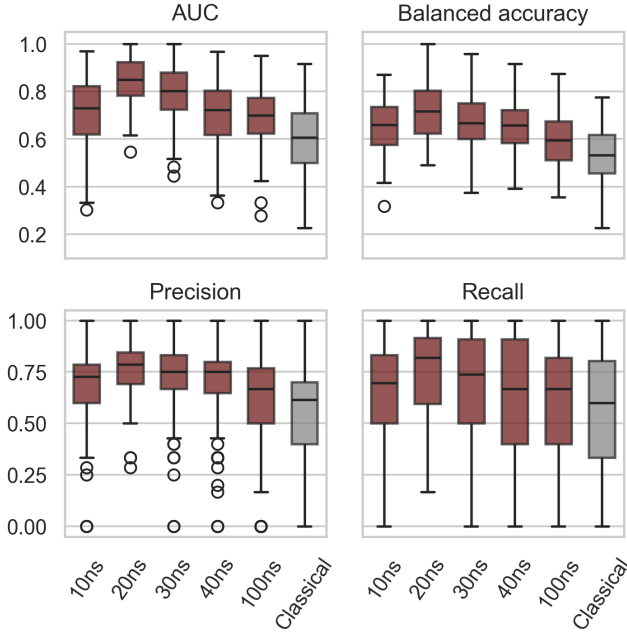 AUC
Balanced accuracy
1.0
0.8
0.6
0.4
0.2
Precision
Recall
1.00
0.75
0.50
0.25
0.00
10ns
20ns
30ns
40ns
100ns
Classical
10ns
20ns
30ns
40ns
100ns
Classical